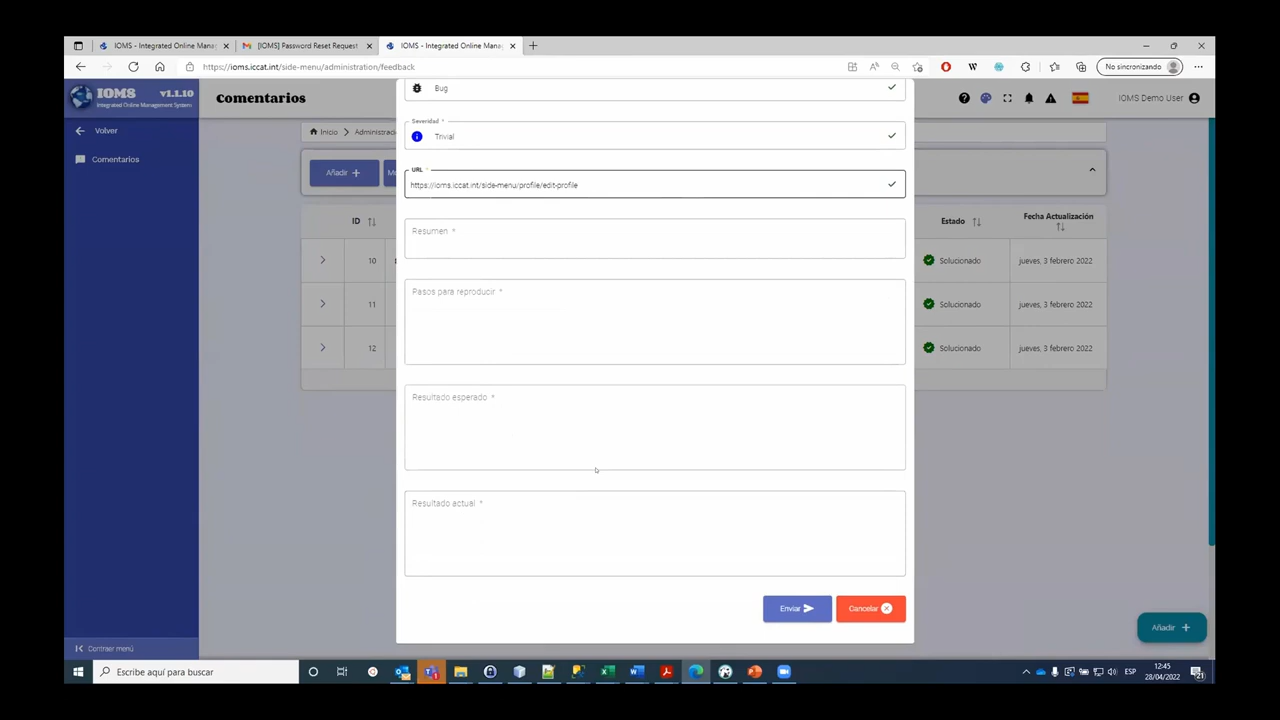 IOMS - Integrated Online Mana
[IOMS] Password Reset Request
IOMS - Integrated Online Mana
https://ioms.iccat.int/side-menu/administration/feedback
No sincronizando
IOMS v1.1.10
Integrated Online Management System
Comentarios
IOMS Demo User
Volver
Comentarios
Inicio > Administrac
Añadir +
ID
Estado
Fecha Actualización
10
Solucionado
jueves, 3 febrero 2022
11
Solucionado
jueves, 3 febrero 2022
12
Solucionado
jueves, 3 febrero 2022
Bug
Severidad *
Trivial
URL *
https://ioms.iccat.int/side-menu/profile/edit-profile
Resumen *
Pasos para reproducir *
Resultado esperado *
Resultado actual *
Enviar
Cancelar
Añadir +
Contraer menú
Escribe aquí para buscar
ESP
12:45
28/04/2022
21